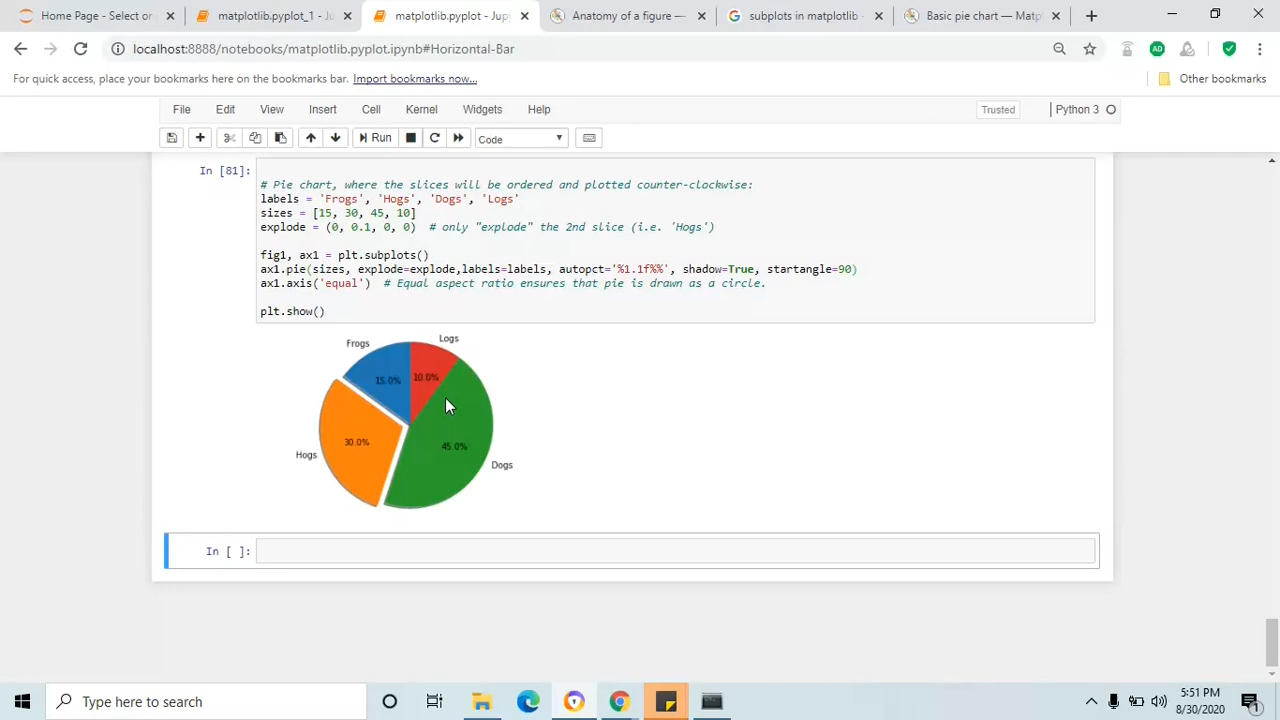 Home Page - Select or
matplotlib.pyplot_1 - Ju
matplotlib.pyplot - Jup
Anatomy of a figure —
subplots in matplotlib -
Basic pie chart — Matp
localhost:8888/notebooks/matplotlib.pyplot.ipynb#Horizontal-Bar
For quick access, place your bookmarks here on the bookmarks bar. Import bookmarks now...
Other bookmarks
File Edit View Insert Cell Kernel Widgets Help
Trusted
Python 3
Run
Code
In [81]:
# Pie chart, where the slices will be ordered and plotted counter-clockwise:
labels = 'Frogs', 'Hogs', 'Dogs', 'Logs'
sizes = [15, 30, 45, 10]
explode = (0, 0.1, 0, 0)  # only "explode" the 2nd slice (i.e. 'Hogs')
fig1, ax1 = plt.subplots()
ax1.pie(sizes, explode=explode,labels=labels, autopct='%1.1f%%', shadow=True, startangle=90)
ax1.axis('equal')  # Equal aspect ratio ensures that pie is drawn as a circle.
plt.show()
Logs
Frogs
10.0%
15.0%
30.0%
45.0%
Hogs
Dogs
In [ ]:
Type here to search
5:51 PM
8/30/2020